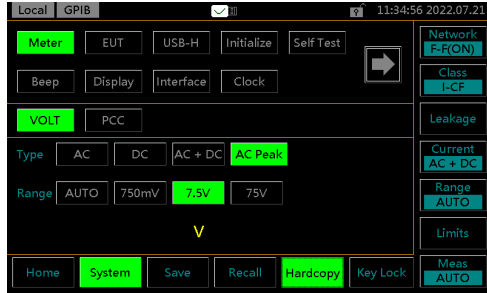 Local GPIB 11:34:56 2022.07.21
Meter EUT USB-H Initialize Self Test
Beep Display Interface Clock
VOLT PCC
Type AC DC AC + DC AC Peak
Range AUTO 750mV 7.5V 75V
V
Home System Save Recall Hardcopy Key Lock
Network
F-F(ON)
Class
I-CF
Leakage
Current
AC + DC
Range
AUTO
Limits
Meas
AUTO